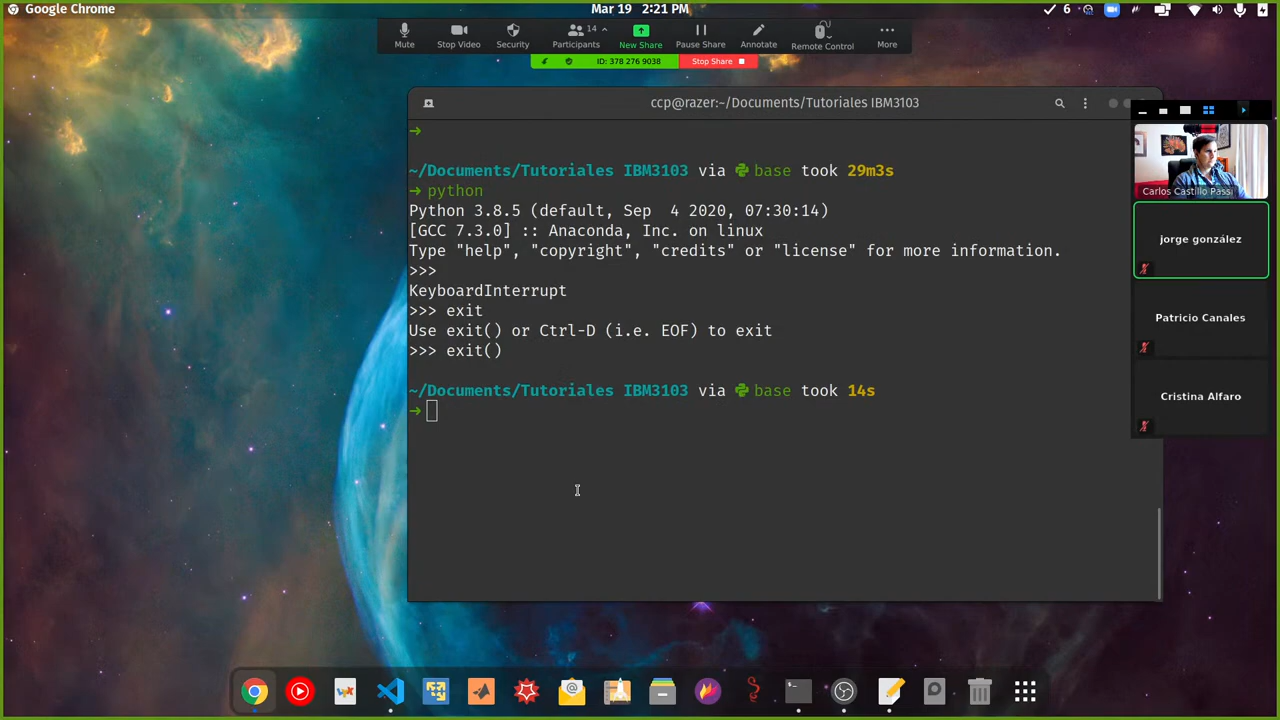 Google Chrome
Mar 19 2:21 PM
6
Mute
Stop Video
Security
Participants
14
New Share
Pause Share
Annotate
Remote Control
More
ID: 378 276 9038
Stop Share
ccp@razer:~/Documents/Tutoriales IBM3103
➜
~/Documents/Tutoriales IBM3103 via base took 29m3s
➜ python
Python 3.8.5 (default, Sep  4 2020, 07:30:14)
[GCC 7.3.0] :: Anaconda, Inc. on linux
Type "help", "copyright", "credits" or "license" for more information.
>>>
KeyboardInterrupt
>>> exit
Use exit() or Ctrl-D (i.e. EOF) to exit
>>> exit()
~/Documents/Tutoriales IBM3103 via base took 14s
➜
Carlos Castillo Passi
jorge gonzález
Patricio Canales
Cristina Alfaro